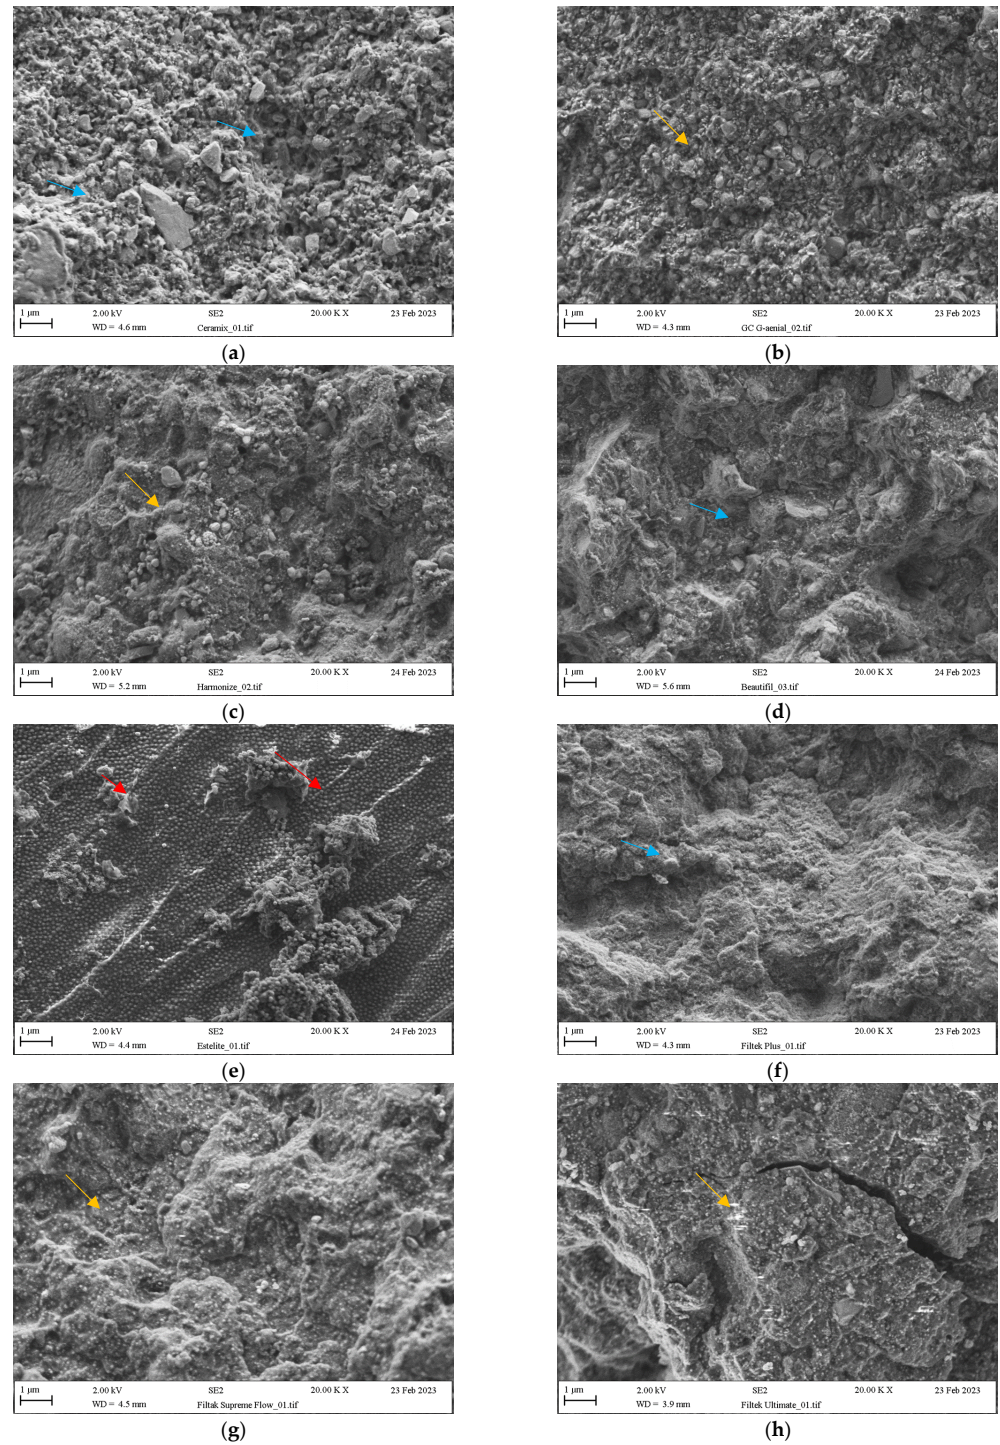 1 µm 2.00 kV SE2 20.00 K X 23 Feb 2023
WD = 4.6 mm Ceramix_01.tif
(a)
1 µm 2.00 kV SE2 20.00 K X 23 Feb 2023
WD = 4.3 mm GC G-aenial_02.tif
(b)
1 µm 2.00 kV SE2 20.00 K X 24 Feb 2023
WD = 5.2 mm Harmonize_02.tif
(c)
1 µm 2.00 kV SE2 20.00 K X 24 Feb 2023
WD = 5.6 mm Beautifil_03.tif
(d)
1 µm 2.00 kV SE2 20.00 K X 24 Feb 2023
WD = 4.4 mm Estelite_01.tif
(e)
1 µm 2.00 kV SE2 20.00 K X 23 Feb 2023
WD = 4.3 mm Filtek Plus_01.tif
(f)
1 µm 2.00 kV SE2 20.00 K X 23 Feb 2023
WD = 4.5 mm Filtak Supreme Flow_01.tif
(g)
1 µm 2.00 kV SE2 20.00 K X 23 Feb 2023
WD = 3.9 mm Filtek Ultimate_01.tif
(h)